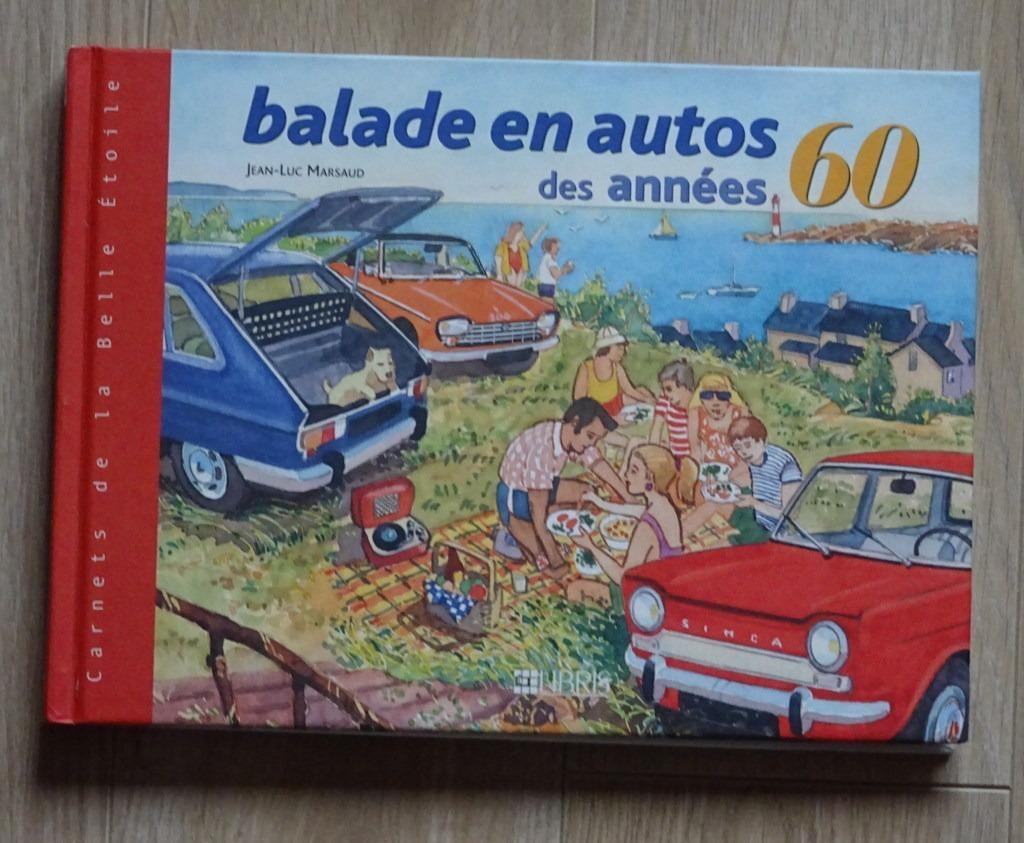 Carnets de la Belle Étoile
balade en autos
des années 60
JEAN-LUC MARSAUD
SIMCA
LIBRIS